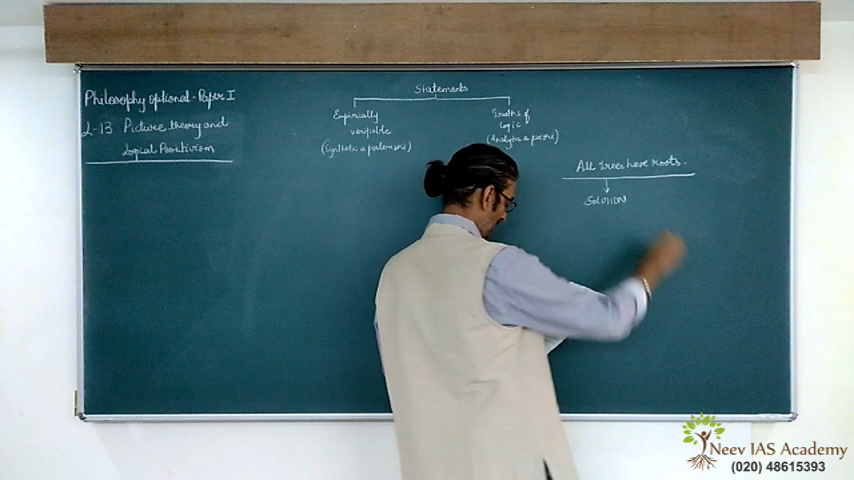 Philosophy optional - Paper I
L-13 Picture theory and
Logical Positivism
Statements
Empirically
verifiable
(Synthetic a posteriori)
Truths of
logic
(Analytic a priori)
All trees have roots.
SOLUTION
Neev IAS Academy
(020) 48615393